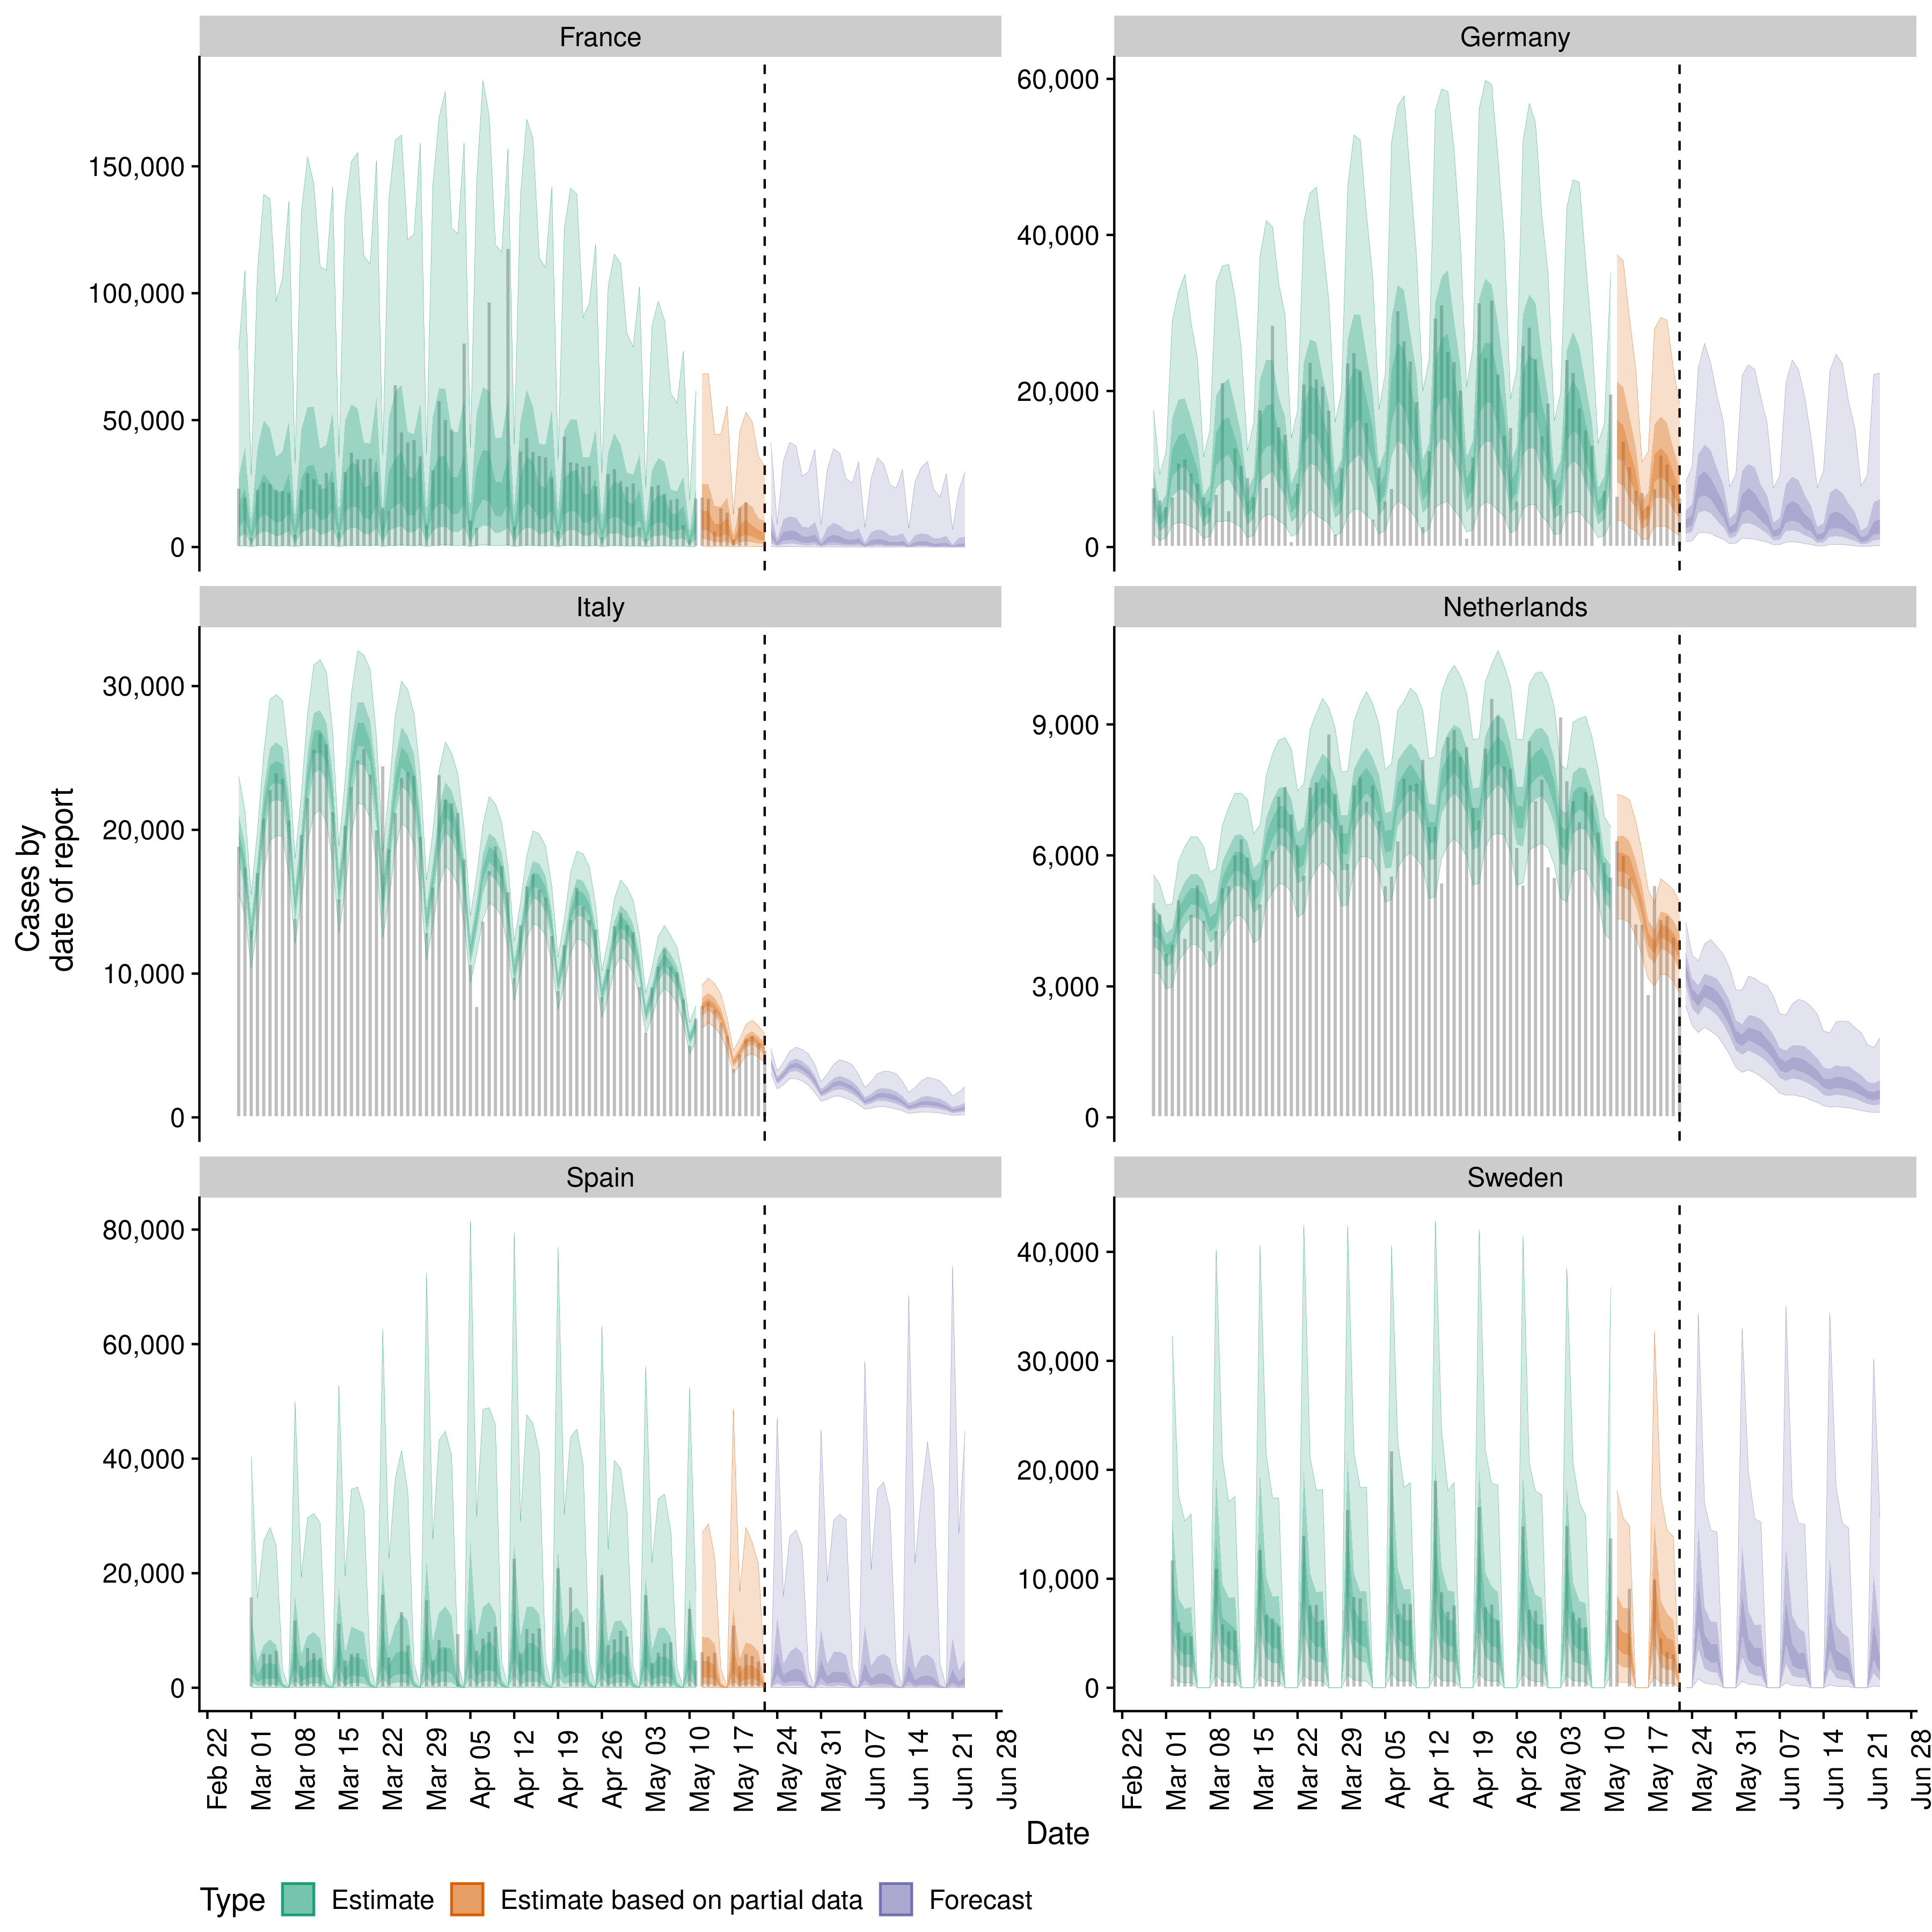 France
Germany
150,000
100,000
50,000
0
60,000
40,000
20,000
0
Italy
Netherlands
30,000
20,000
10,000
0
9,000
6,000
3,000
0
Spain
Sweden
80,000
60,000
40,000
20,000
0
40,000
30,000
20,000
10,000
0
Cases by
date of report
Feb 22
Mar 01
Mar 08
Mar 15
Mar 22
Mar 29
Apr 05
Apr 12
Apr 19
Apr 26
May 03
May 10
May 17
May 24
May 31
Jun 07
Jun 14
Jun 21
Jun 28
Feb 22
Mar 01
Mar 08
Mar 15
Mar 22
Mar 29
Apr 05
Apr 12
Apr 19
Apr 26
May 03
May 10
May 17
May 24
May 31
Jun 07
Jun 14
Jun 21
Jun 28
Date
Type
Estimate
Estimate based on partial data
Forecast